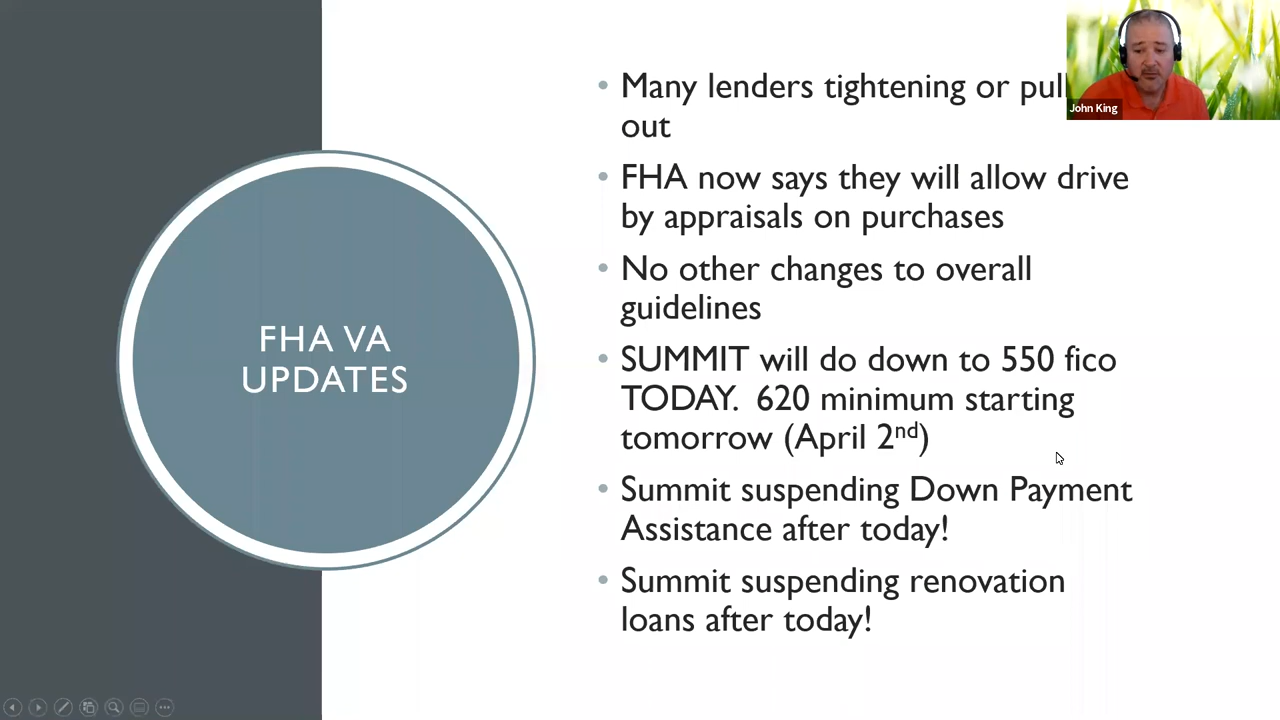 Many lenders tightening or pull
out
FHA now says they will allow drive
by appraisals on purchases
No other changes to overall
guidelines
SUMMIT will do down to 550 fico
TODAY.  620 minimum starting
tomorrow (April 2nd)
Summit suspending Down Payment
Assistance after today!
Summit suspending renovation
loans after today!
FHA VA
UPDATES
John King